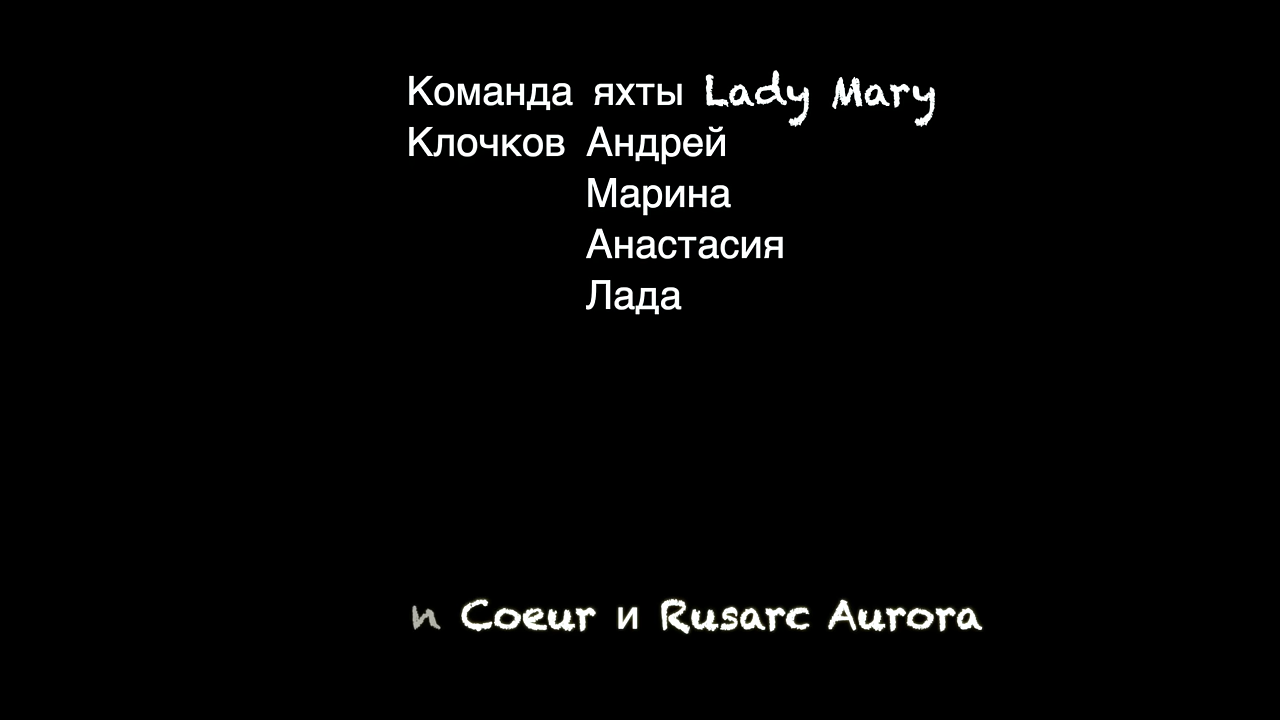 Команда яхты Lady Mary
Клочков Андрей
Марина
Анастасия
Лада
n Coeur и Rusarc Aurora